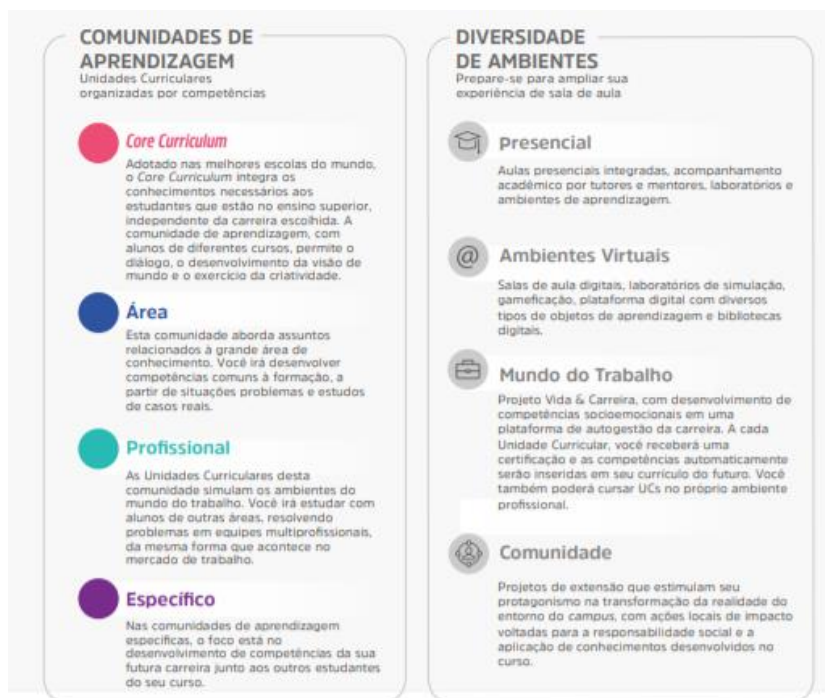 COMUNIDADES DE
APRENDIZAGEM
Unidades Curriculares
organizadas por competências
Core Curriculum
Adotado nas melhores escolas do mundo,
o Core Curriculum integra os
conhecimentos necessários aos
estudantes que estão no ensino superior,
independente da carreira escolhida. A
comunidade de aprendizagem, com
alunos de diferentes cursos, permite o
diálogo, o desenvolvimento da visão de
mundo e o exercício da criatividade.
Área
Esta comunidade aborda assuntos
relacionados à grande área de
conhecimento. Você irá desenvolver
competências comuns à formação, a
partir de situações problemas e estudos
de casos reais.
Profissional
As Unidades Curriculares desta
comunidade simulam os ambientes do
mundo do trabalho. Você irá estudar com
alunos de outras áreas, resolvendo
problemas em equipes multiprofissionais,
da mesma forma que acontece no
mercado de trabalho.
Específico
Nas comunidades de aprendizagem
específicas, o foco está no
desenvolvimento de competências da sua
futura carreira junto aos outros estudantes
do seu curso.
DIVERSIDADE
DE AMBIENTES
Prepare-se para ampliar sua
experiência de sala de aula
Presencial
Aulas presenciais integradas, acompanhamento
acadêmico por tutores e mentores, laboratórios e
ambientes de aprendizagem.
@ Ambientes Virtuais
Salas de aula digitais, laboratórios de simulação,
gameficação, plataforma digital com diversos
tipos de objetos de aprendizagem e bibliotecas
digitais.
Mundo do Trabalho
Projeto Vida & Carreira, com desenvolvimento de
competências socioemocionais em uma
plataforma de autogestão da carreira. A cada
Unidade Curricular, você receberá uma
certificação e as competências automaticamente
serão inseridas em seu currículo do futuro. Você
também poderá cursar UCs no próprio ambiente
profissional.
Comunidade
Projetos de extensão que estimulam seu
protagonismo na transformação da realidade do
entorno do campus, com ações locais de impacto
voltadas para a responsabilidade social e a
aplicação de conhecimentos desenvolvidos no
curso.